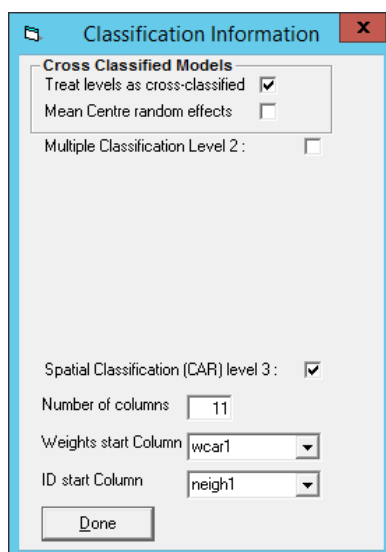 Classification Information
x
Cross Classified Models
Treat levels as cross-classified
Mean Centre random effects
Multiple Classification Level 2 :
Spatial Classification (CAR) level 3 :
Number of columns 11
Weights start Column wcar1
ID start Column neigh1
Done